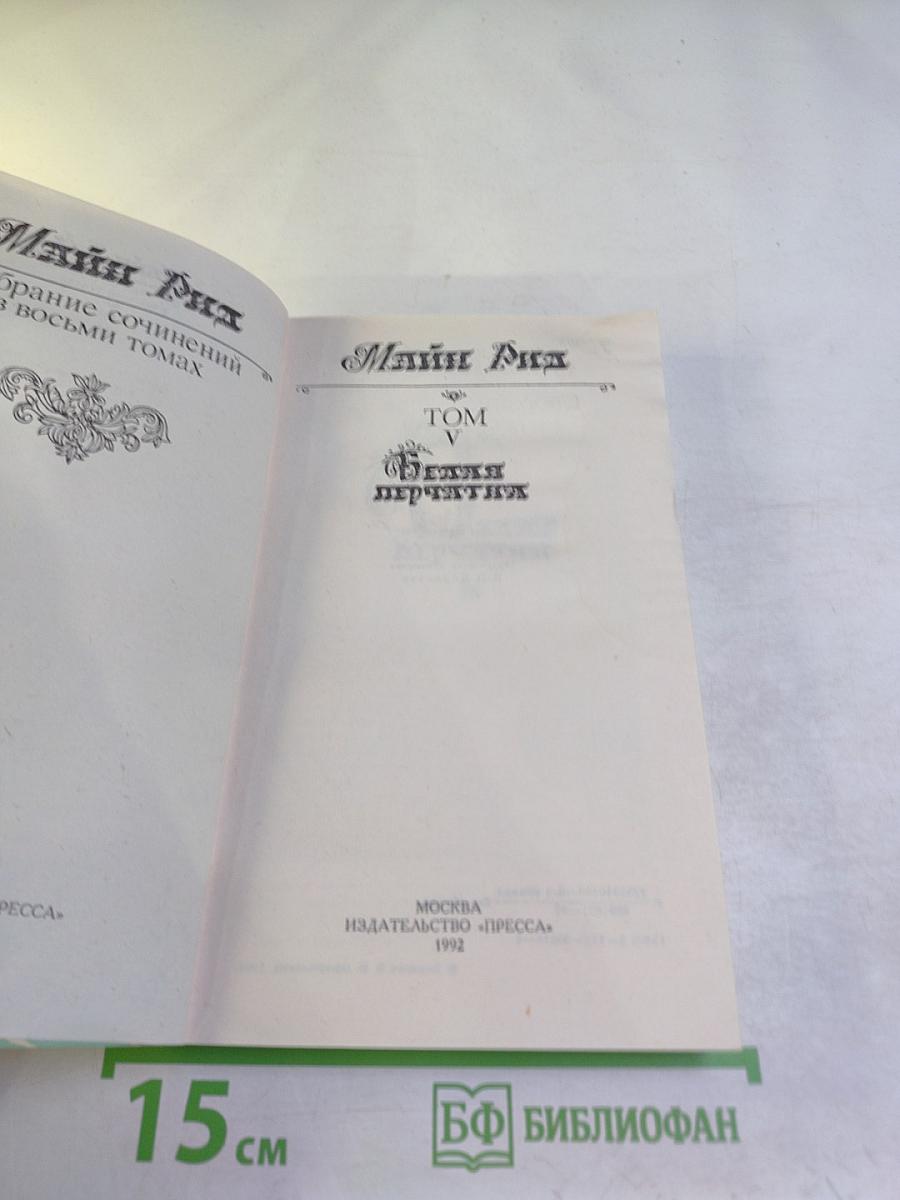 Майн Рид
брание сочинений
в восьми томах
РЕССА»
Майн Рид
ТОМ
V
Белая
перчатка
МОСКВА
ИЗДАТЕЛЬСТВО «ПРЕССА»
1992
15 см
БФ БИБЛИОФАН